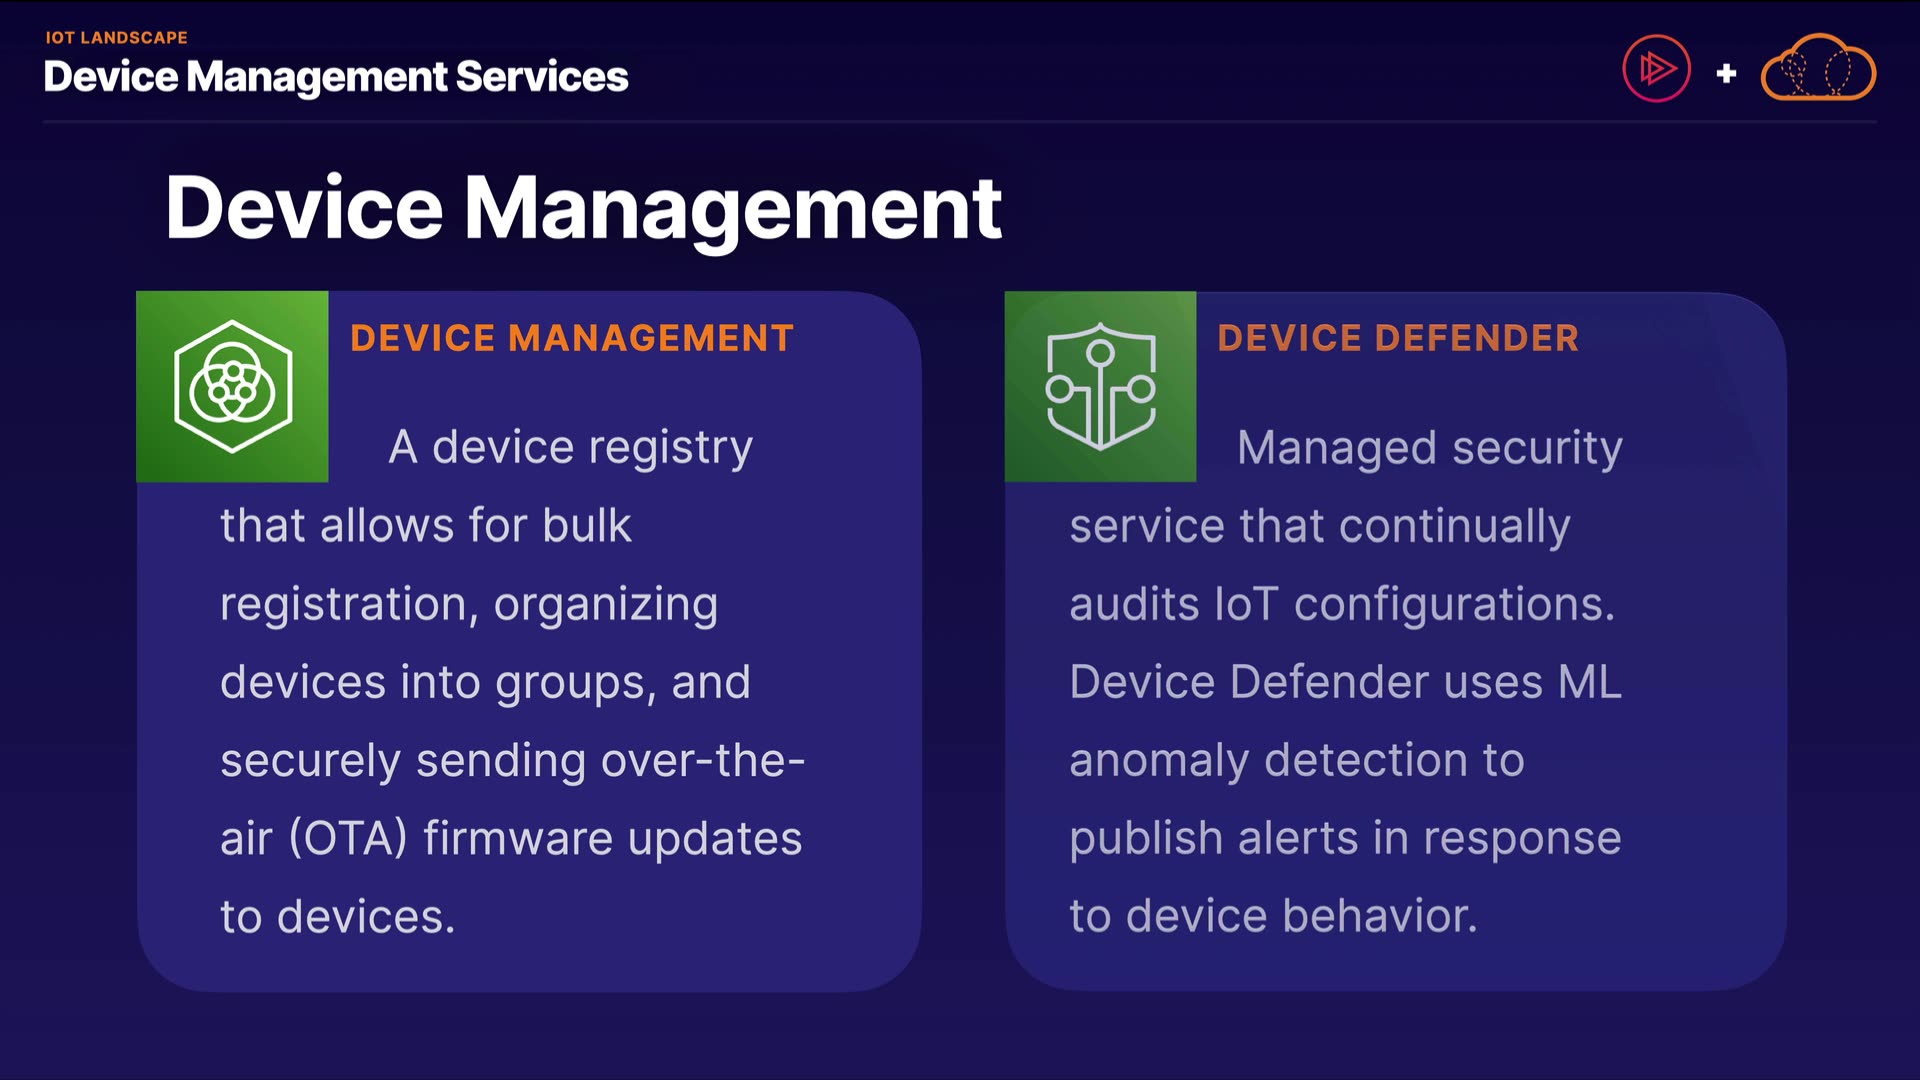 IOT LANDSCAPE
Device Management Services
Device Management
DEVICE MANAGEMENT
A device registry
that allows for bulk
registration, organizing
devices into groups, and
securely sending over-the-
air (OTA) firmware updates
to devices.
DEVICE DEFENDER
Managed security
service that continually
audits IoT configurations.
Device Defender uses ML
anomaly detection to
publish alerts in response
to device behavior.